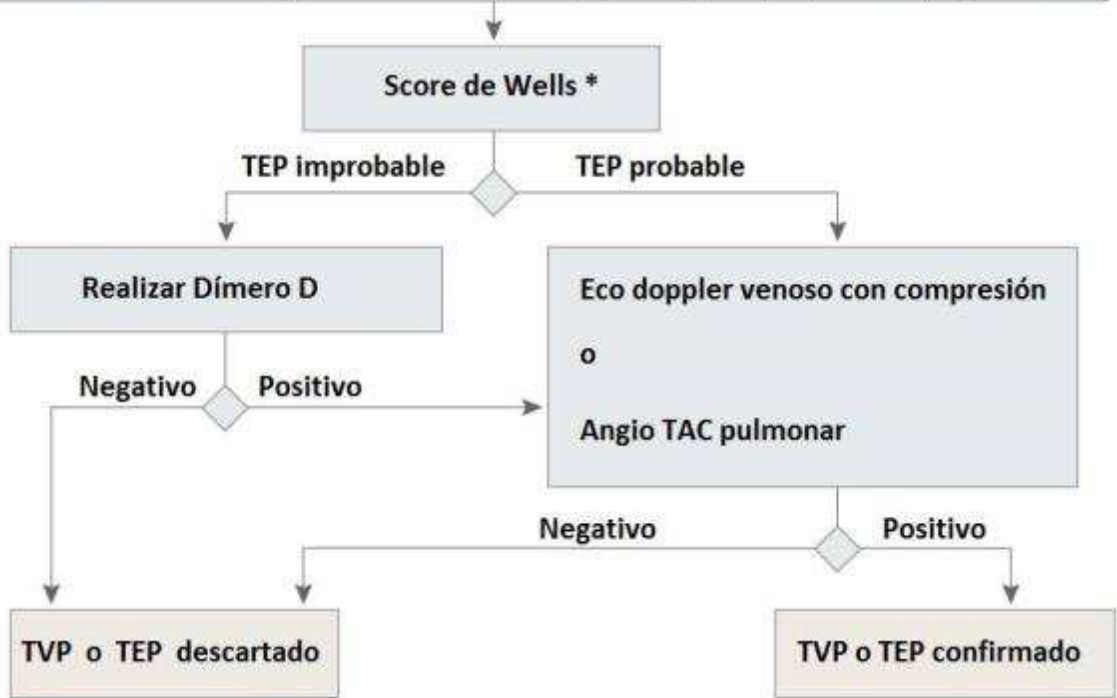 Score de Wells *
TEP improbable
TEP probable
Realizar Dímero D
Eco doppler venoso con compresión
o
Angio TAC pulmonar
Negativo
Positivo
Negativo
Positivo
TVP o TEP descartado
TVP o TEP confirmado